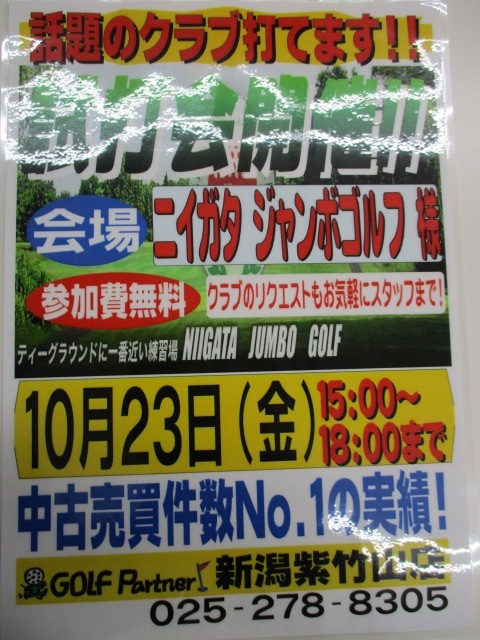 話題のクラブ打てます!!
試打会開催!!
会場
ニイガタ ジャンボゴルフ 様
参加費無料
クラブのリクエストもお気軽にスタッフまで!
ティーグラウンドに一番近い練習場 NIIGATA JUMBO GOLF
10月23日(金)
15:00~
18:00まで
中古売買件数No.1の実績!
GOLF Partner 新潟紫竹山店
025-278-8305